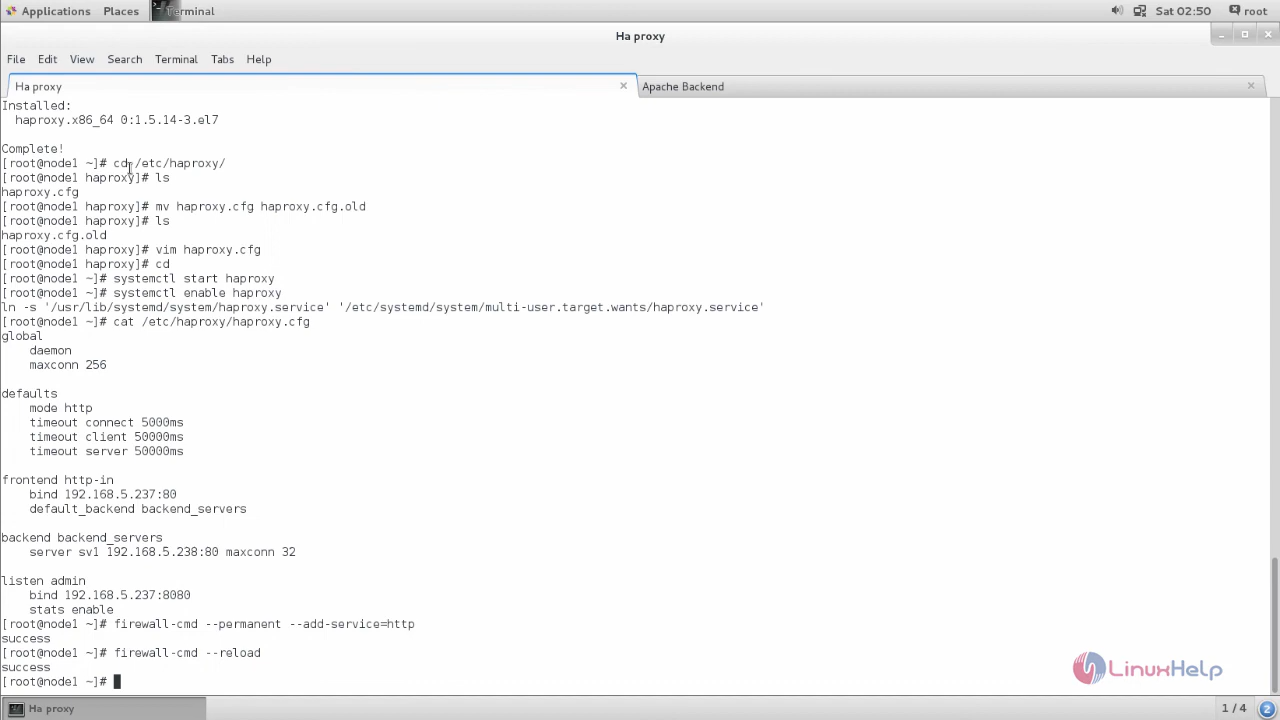 Applications Places Terminal Sat 02:50 root
Ha proxy
File Edit View Search Terminal Tabs Help
Ha proxy Apache Backend
Installed:
haproxy.x86_64 0:1.5.14-3.el7
Complete!
[root@node1 ~]# cd /etc/haproxy/
[root@node1 haproxy]# ls
haproxy.cfg
[root@node1 haproxy]# mv haproxy.cfg haproxy.cfg.old
[root@node1 haproxy]# ls
haproxy.cfg.old
[root@node1 haproxy]# vim haproxy.cfg
[root@node1 haproxy]# cd
[root@node1 ~]# systemctl start haproxy
[root@node1 ~]# systemctl enable haproxy
ln -s '/usr/lib/systemd/system/haproxy.service' '/etc/systemd/system/multi-user.target.wants/haproxy.service'
[root@node1 ~]# cat /etc/haproxy/haproxy.cfg
global
daemon
maxconn 256
defaults
mode http
timeout connect 5000ms
timeout client 50000ms
timeout server 50000ms
frontend http-in
bind 192.168.5.237:80
default_backend backend_servers
backend backend_servers
server sv1 192.168.5.238:80 maxconn 32
listen admin
bind 192.168.5.237:8080
stats enable
[root@node1 ~]# firewall-cmd --permanent --add-service=http
success
[root@node1 ~]# firewall-cmd --reload
success
[root@node1 ~]#
LinuxHelp
Ha proxy 1 / 4 2